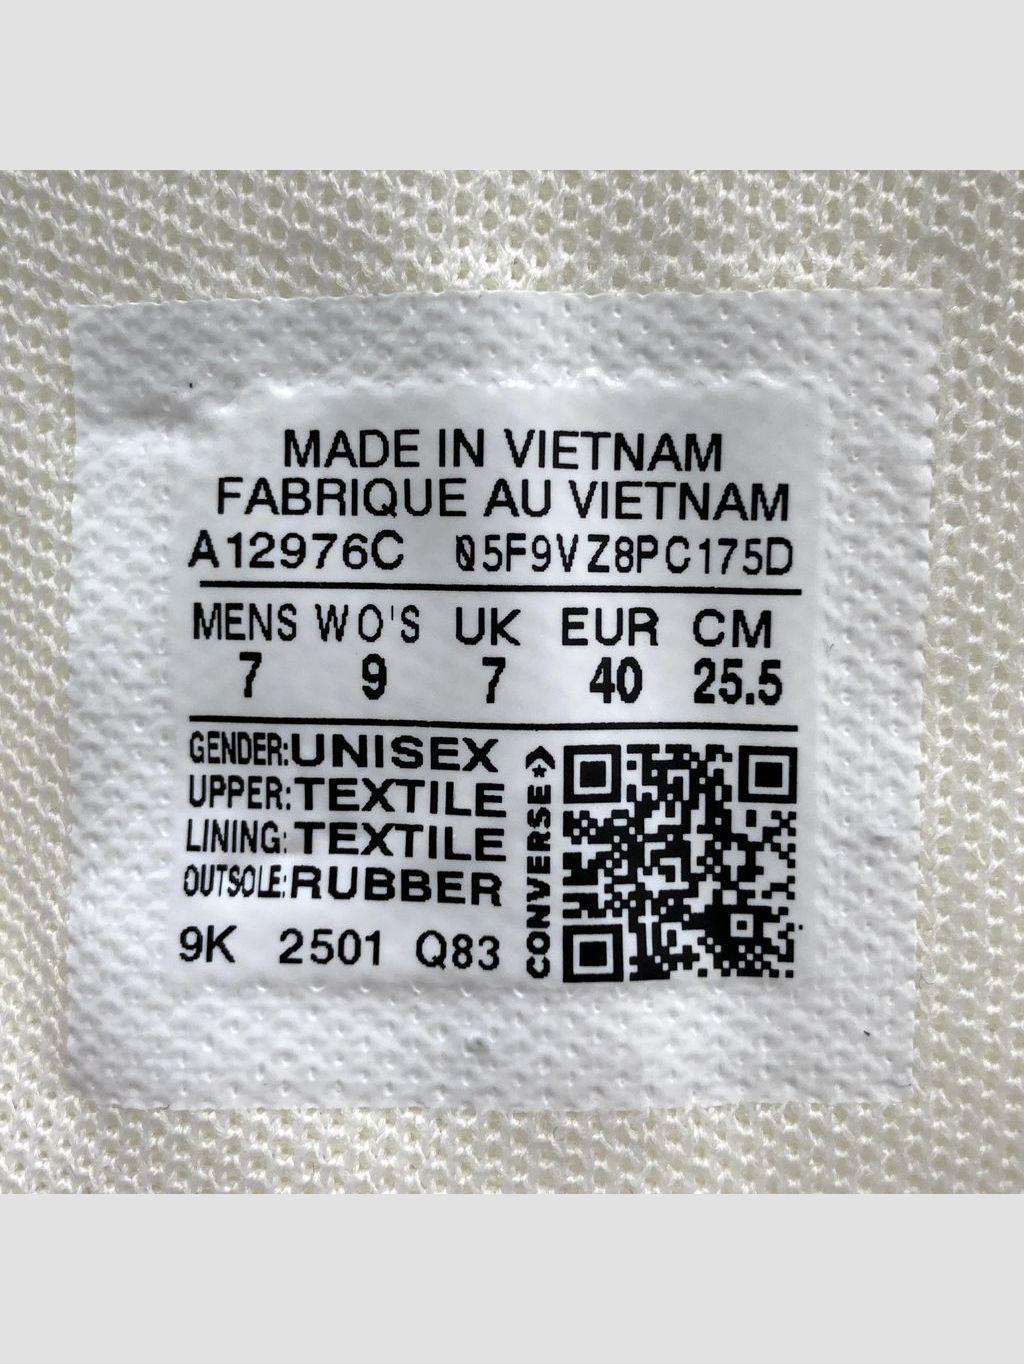 MADE IN VIETNAM
FABRIQUE AU VIETNAM
A12976C 05F9VZ8PC175D
MENS WO'S UK EUR CM
7 9 7 40 25.5
GENDER:UNISEX
UPPER:TEXTILE
LINING:TEXTILE
OUTSOLE:RUBBER
9K 2501 Q83
CONVERSE